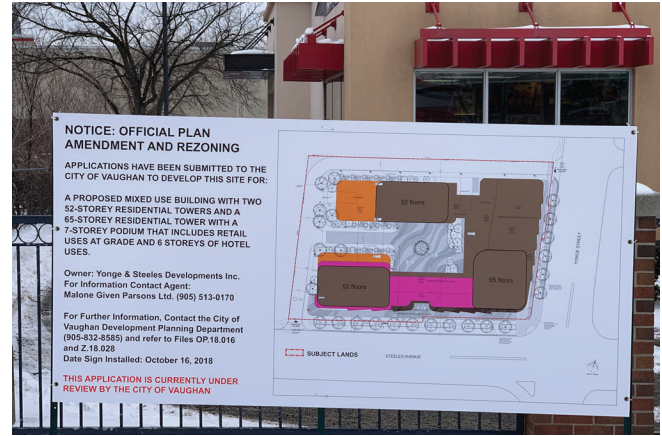 NOTICE: OFFICIAL PLAN
AMENDMENT AND REZONING
APPLICATIONS HAVE BEEN SUBMITTED TO THE
CITY OF VAUGHAN TO DEVELOP THIS SITE FOR:
A PROPOSED MIXED USE BUILDING WITH TWO
52-STOREY RESIDENTIAL TOWERS AND A
65-STOREY RESIDENTIAL TOWER WITH A
7-STOREY PODIUM THAT INCLUDES RETAIL
USES AT GRADE AND 6 STOREYS OF HOTEL
USES.
Owner: Yonge & Steeles Developments Inc.
For Information Contact Agent:
Malone Given Parsons Ltd. (905) 513-0170
For Further Information, Contact the City of
Vaughan Development Planning Department
(905-832-8585) and refer to Files OP.18.016
and Z.18.028
Date Sign Installed: October 16, 2018
THIS APPLICATION IS CURRENTLY UNDER
REVIEW BY THE CITY OF VAUGHAN
52 floors
52 floors
65 floors
YONGE STREET
SUBJECT LANDS
STEELES AVENUE